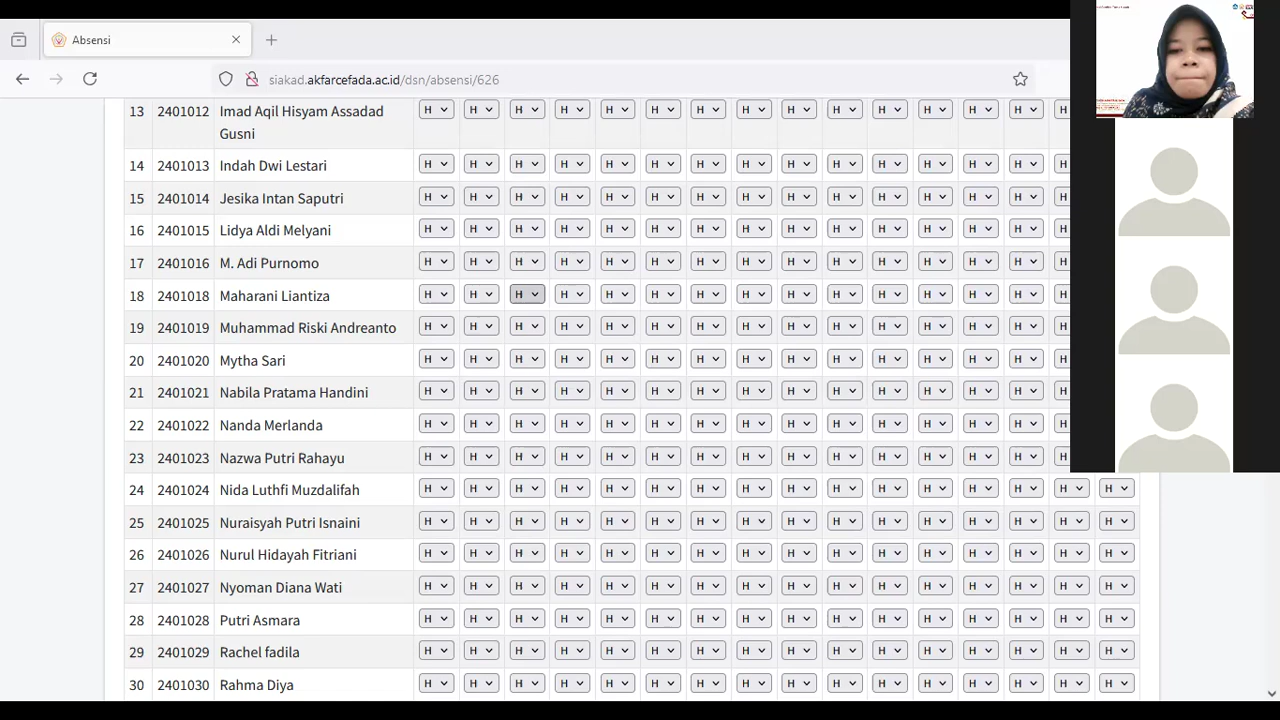 Absensi
siakad.akfarcefada.ac.id/dsn/absensi/626
13 2401012 Imad Aqil Hisyam Assadad H H H H H H H H H H H H H H H
Gusni
14 2401013 Indah Dwi Lestari H H H H H H H H H H H H H H H
15 2401014 Jesika Intan Saputri H H H H H H H H H H H H H H H
16 2401015 Lidya Aldi Melyani H H H H H H H H H H H H H H H
17 2401016 M. Adi Purnomo H H H H H H H H H H H H H H H
18 2401018 Maharani Liantiza H H H H H H H H H H H H H H H
19 2401019 Muhammad Riski Andreanto H H H H H H H H H H H H H H H
20 2401020 Mytha Sari H H H H H H H H H H H H H H H
21 2401021 Nabila Pratama Handini H H H H H H H H H H H H H H H
22 2401022 Nanda Merlanda H H H H H H H H H H H H H H H
23 2401023 Nazwa Putri Rahayu H H H H H H H H H H H H H H H
24 2401024 Nida Luthfi Muzdalifah H H H H H H H H H H H H H H H H
25 2401025 Nuraisyah Putri Isnaini H H H H H H H H H H H H H H H H
26 2401026 Nurul Hidayah Fitriani H H H H H H H H H H H H H H H H
27 2401027 Nyoman Diana Wati H H H H H H H H H H H H H H H H
28 2401028 Putri Asmara H H H H H H H H H H H H H H H H
29 2401029 Rachel fadila H H H H H H H H H H H H H H H H
30 2401030 Rahma Diya H H H H H H H H H H H H H H H H